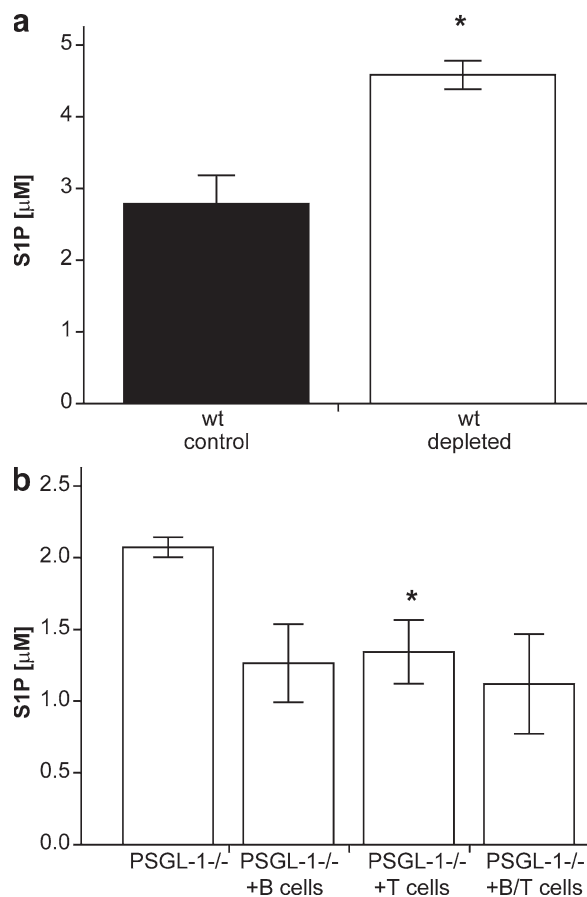 a
*
5
4
3
2
1
0
S1P [μM]
wt
control
wt
depleted
b
2.5
2.0
1.5
1.0
0.5
0.0
S1P [μM]
*
PSGL-1-/-
PSGL-1-/-
+B cells
PSGL-1-/-
+T cells
PSGL-1-/-
+B/T cells